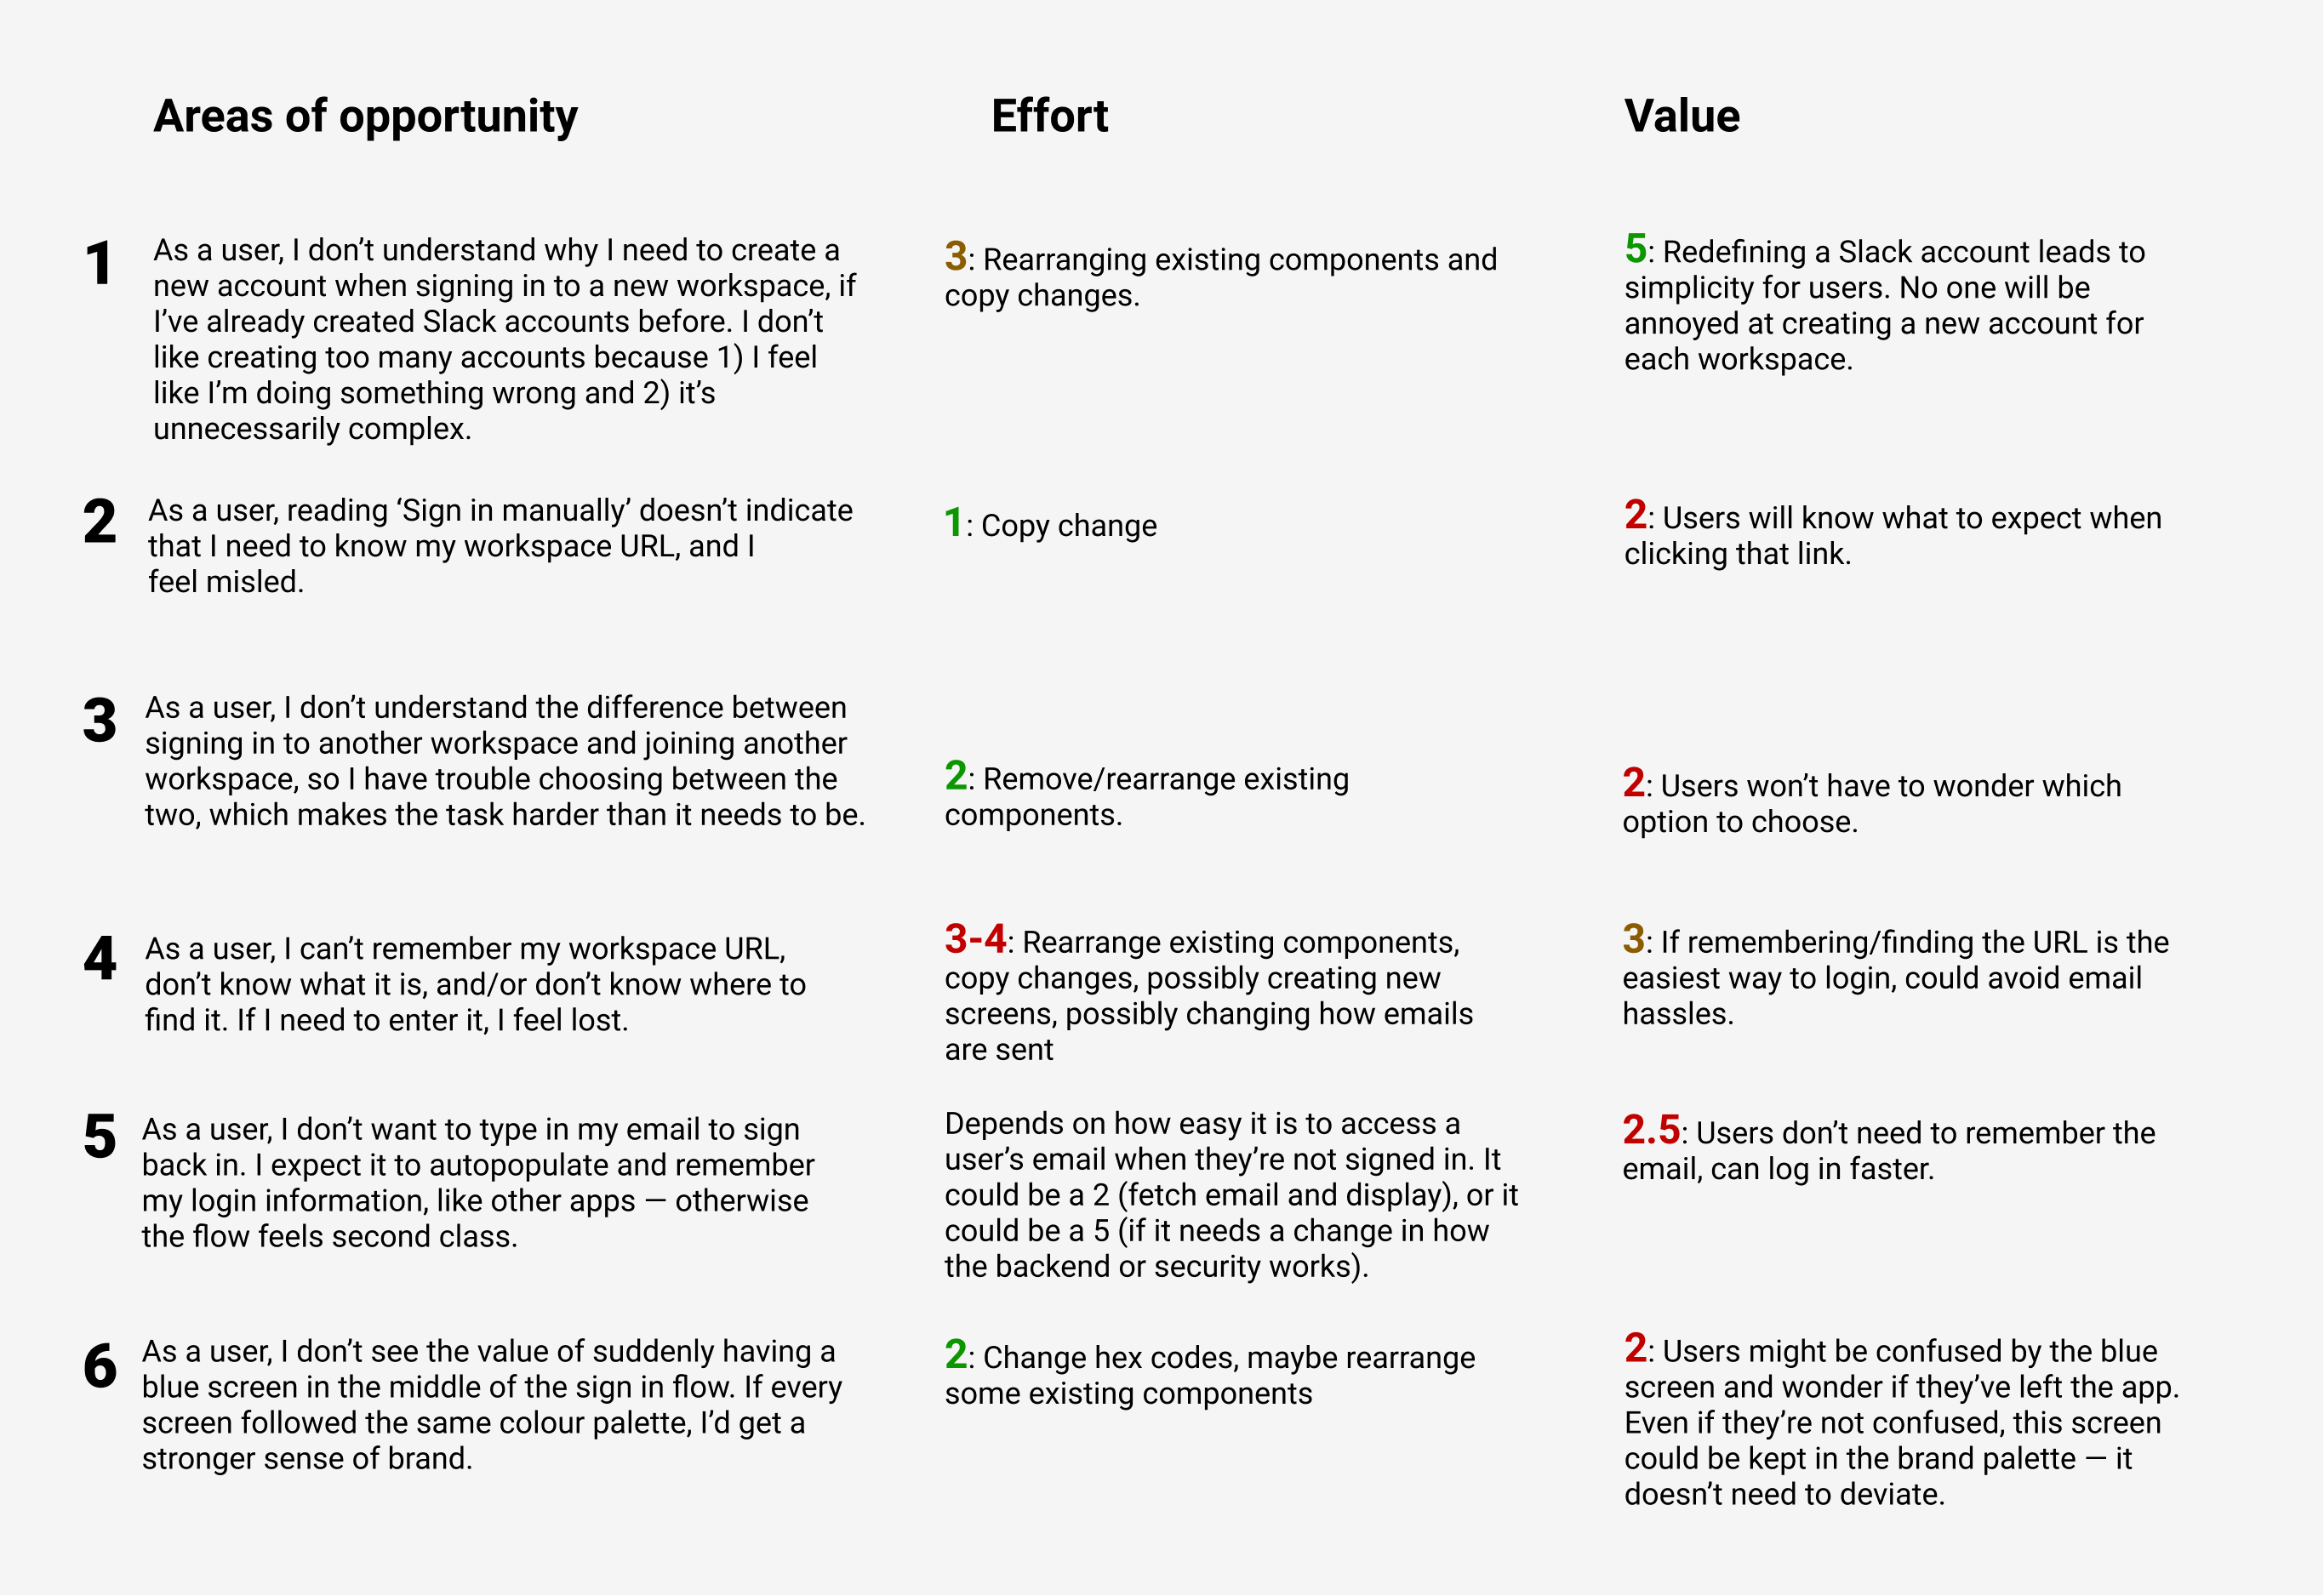 Areas of opportunity
Effort
Value
1
As a user, I don’t understand why I need to create a
new account when signing in to a new workspace, if
I’ve already created Slack accounts before. I don’t
like creating too many accounts because 1) I feel
like I’m doing something wrong and 2) it’s
unnecessarily complex.
3: Rearranging existing components and
copy changes.
5: Redefining a Slack account leads to
simplicity for users. No one will be
annoyed at creating a new account for
each workspace.
2
As a user, reading ‘Sign in manually’ doesn’t indicate
that I need to know my workspace URL, and I
feel misled.
1: Copy change
2: Users will know what to expect when
clicking that link.
3
As a user, I don’t understand the difference between
signing in to another workspace and joining another
workspace, so I have trouble choosing between the
two, which makes the task harder than it needs to be.
2: Remove/rearrange existing
components.
2: Users won’t have to wonder which
option to choose.
4
As a user, I can’t remember my workspace URL,
don’t know what it is, and/or don’t know where to
find it. If I need to enter it, I feel lost.
3-4: Rearrange existing components,
copy changes, possibly creating new
screens, possibly changing how emails
are sent
3: If remembering/finding the URL is the
easiest way to login, could avoid email
hassles.
5
As a user, I don’t want to type in my email to sign
back in. I expect it to autopopulate and remember
my login information, like other apps — otherwise
the flow feels second class.
Depends on how easy it is to access a
user’s email when they’re not signed in. It
could be a 2 (fetch email and display), or it
could be a 5 (if it needs a change in how
the backend or security works).
2.5: Users don’t need to remember the
email, can log in faster.
6
As a user, I don’t see the value of suddenly having a
blue screen in the middle of the sign in flow. If every
screen followed the same colour palette, I’d get a
stronger sense of brand.
2: Change hex codes, maybe rearrange
some existing components
2: Users might be confused by the blue
screen and wonder if they’ve left the app.
Even if they’re not confused, this screen
could be kept in the brand palette — it
doesn’t need to deviate.